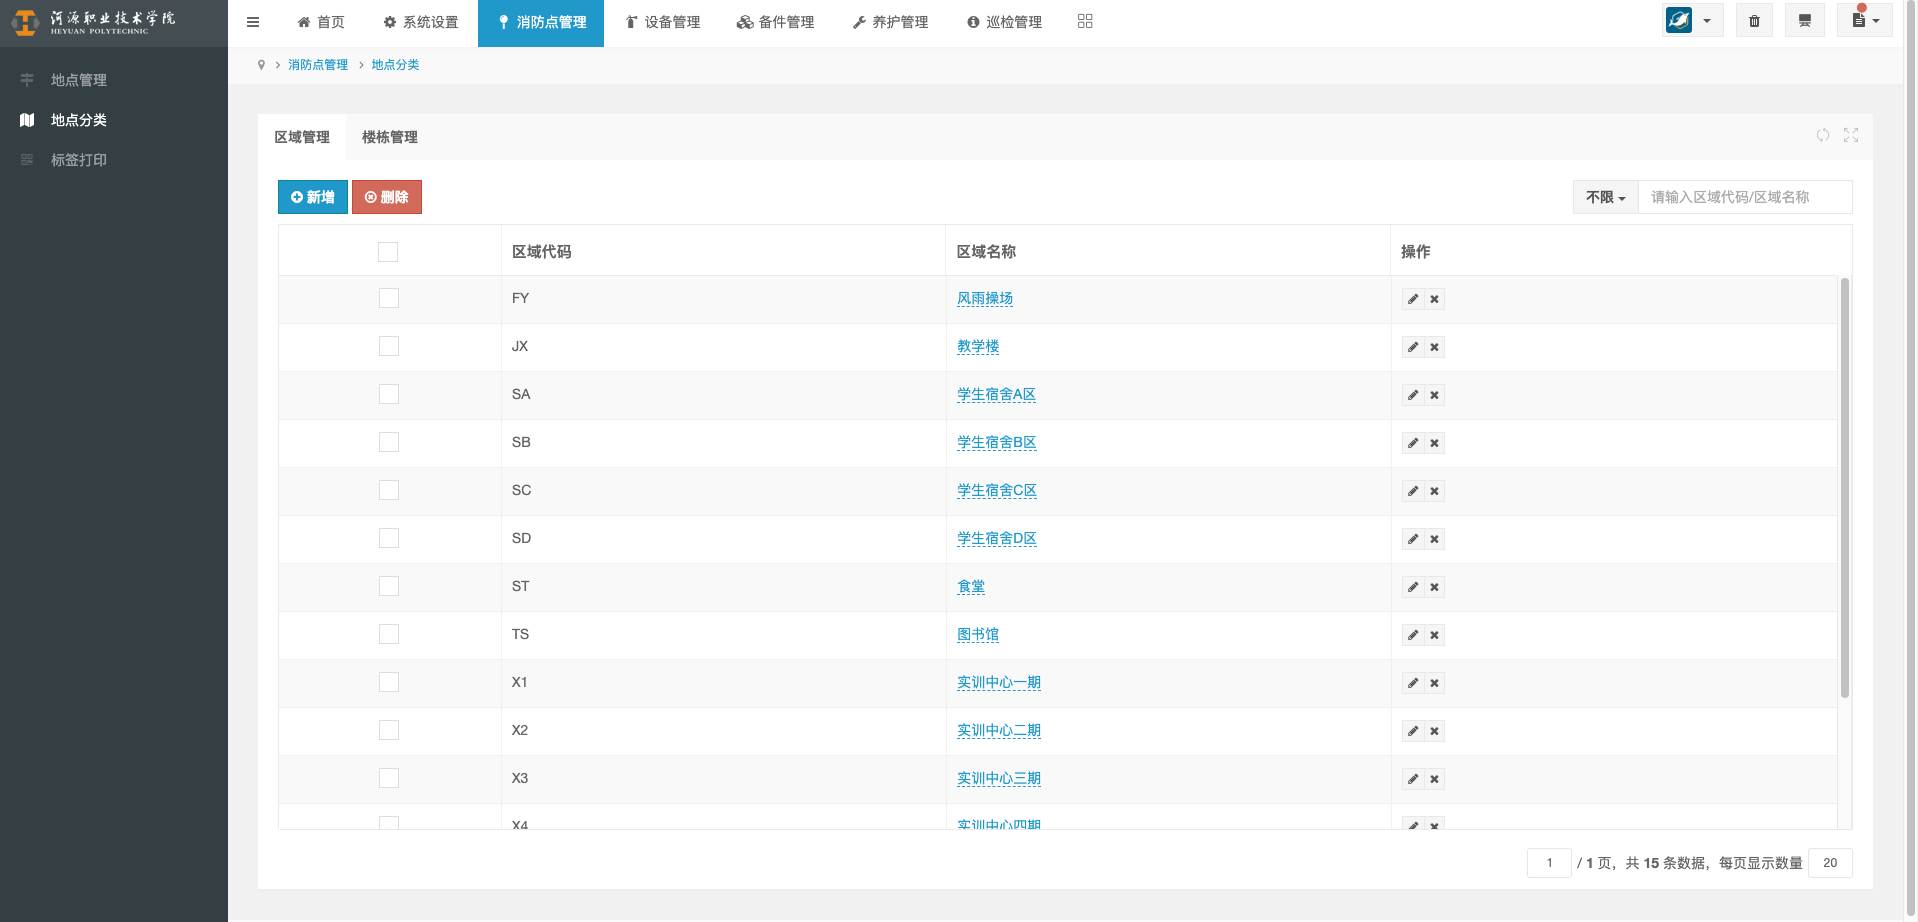 河源职业技术学院
HEYUAN POLYTECHNIC
首页 系统设置 消防点管理 设备管理 备件管理 养护管理 巡检管理
消防点管理 > 地点分类
地点管理
地点分类
标签打印
区域管理 楼栋管理
新增 删除
不限 请输入区域代码/区域名称
区域代码 区域名称 操作
FY 风雨操场
JX 教学楼
SA 学生宿舍A区
SB 学生宿舍B区
SC 学生宿舍C区
SD 学生宿舍D区
ST 食堂
TS 图书馆
X1 实训中心一期
X2 实训中心二期
X3 实训中心三期
X4 实训中心四期
1 / 1 页，共 15 条数据，每页显示数量 20